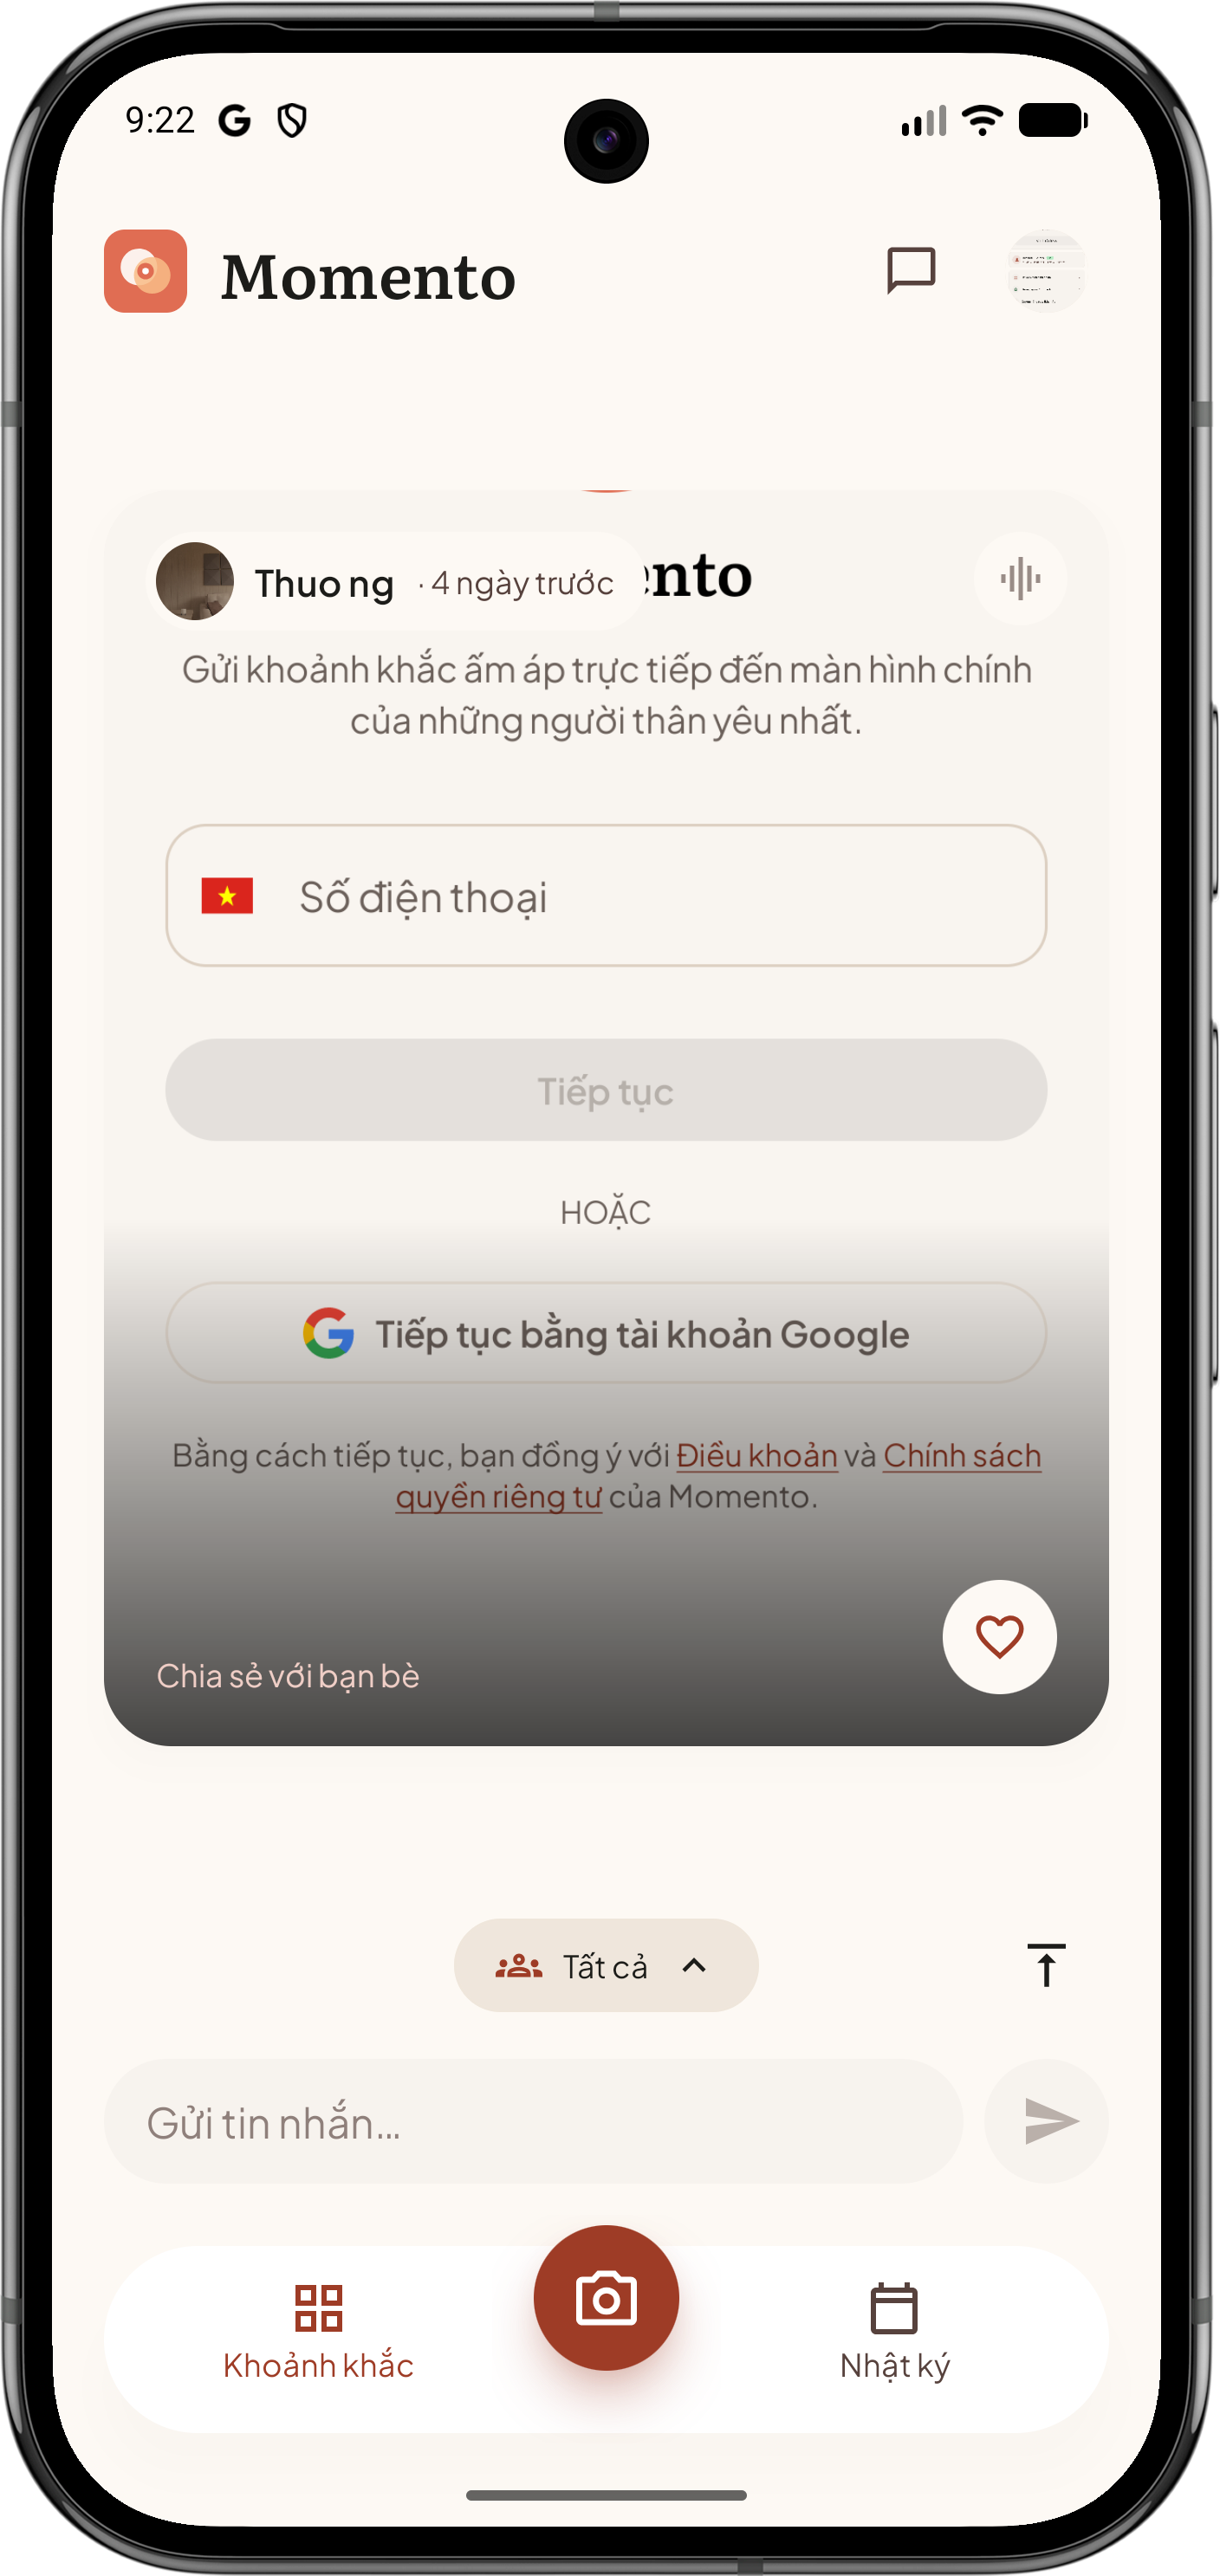 9:22
Momento
Thuo ng · 4 ngày trước
nto
Gửi khoảnh khắc ấm áp trực tiếp đến màn hình chính
của những người thân yêu nhất.
Số điện thoại
Tiếp tục
HOẶC
Tiếp tục bằng tài khoản Google
Bằng cách tiếp tục, bạn đồng ý với Điều khoản và Chính sách
quyền riêng tư của Momento.
Chia sẻ với bạn bè
Tất cả
Gửi tin nhắn...
Khoảnh khắc
Nhật ký